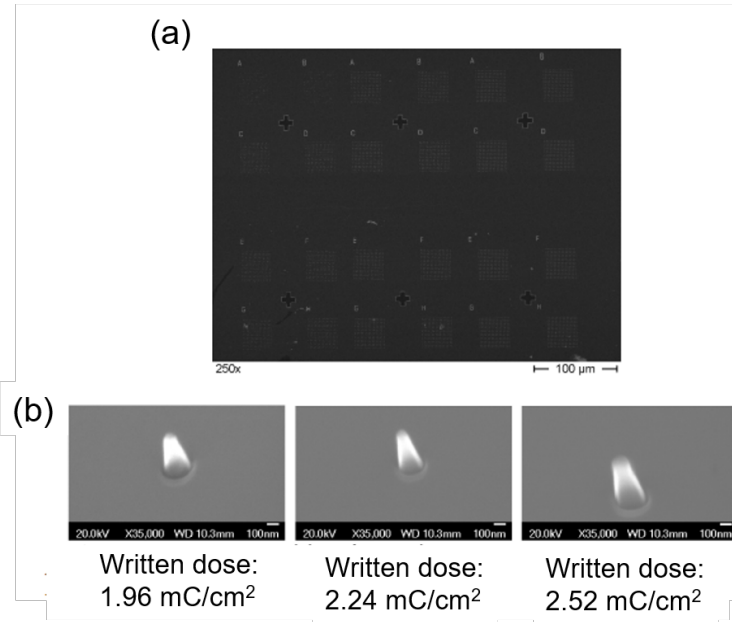 (a)
A B A B A B
C D C D C D
E F E F E F
G H G H G H
250x 100 µm
(b)
20.0kV X35,000 WD 10.3mm 100nm
20.0kV X35,000 WD 10.3mm 100nm
20.0kV X35,000 WD 10.3mm 100nm
Written dose:
1.96 mC/cm²
Written dose:
2.24 mC/cm²
Written dose:
2.52 mC/cm²